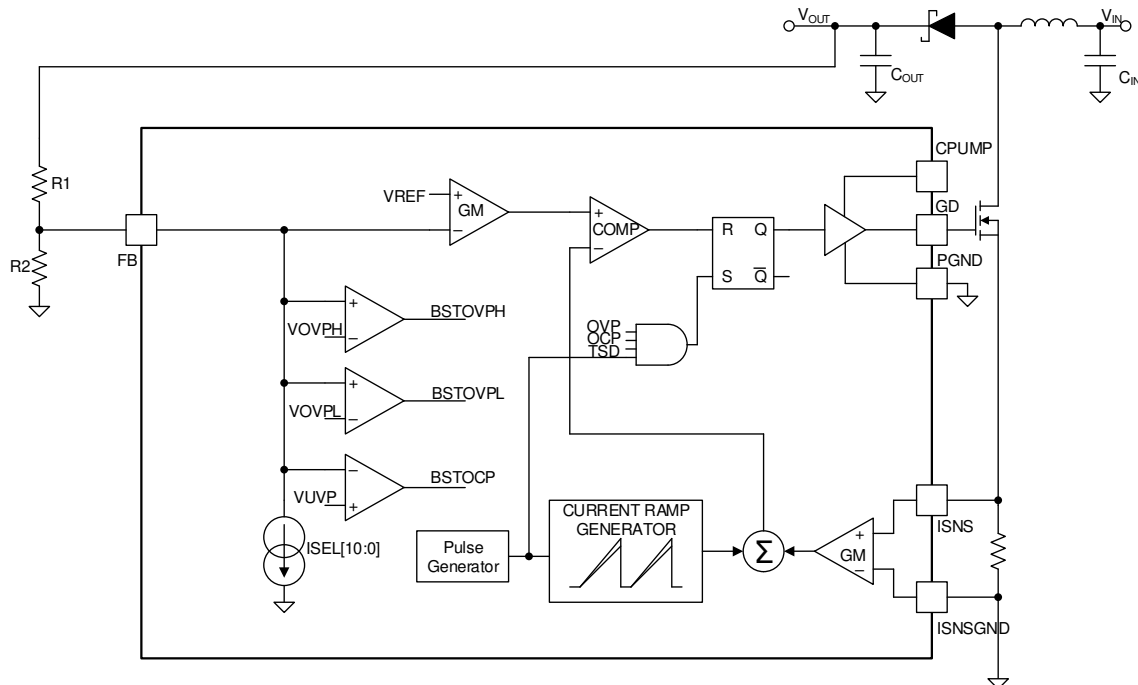 VOUT
VIN
COUT
CIN
CPUMP
R1
VREF
+
GM
−
+
COMP
−
R Q
S Q
GD
FB
R2
PGND
+
VOVPH
−
BSTOVPH
OVP
OCP
TSD
+
VOVPL
−
BSTOVPL
−
VUVP
+
BSTOCP
ISEL[10:0]
Pulse
Generator
CURRENT RAMP
GENERATOR
Σ
+
GM
−
ISNS
ISNSGND